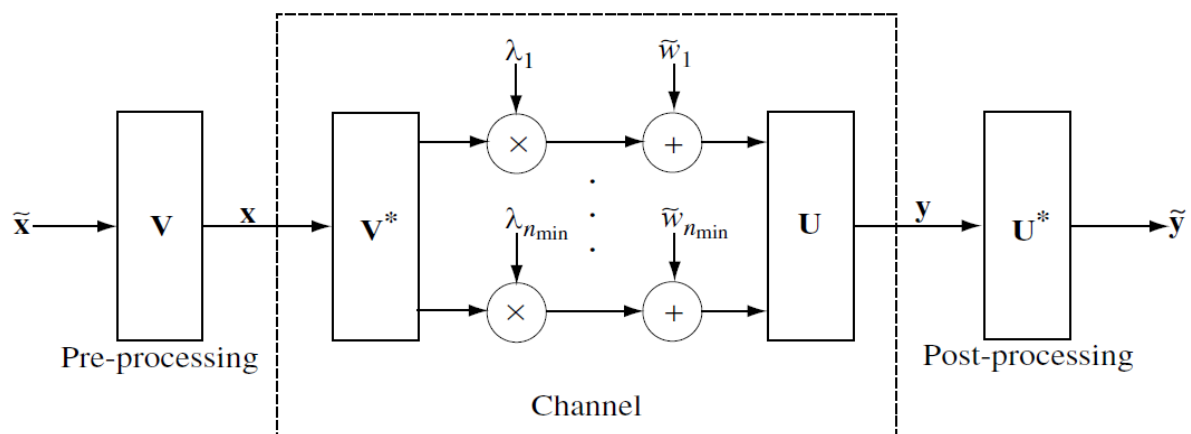 λ₁ w̃₁
× +
x̃ V x V* λₙₘᵢₙ w̃ₙₘᵢₙ U y U* ỹ
× +
Pre-processing Post-processing
Channel